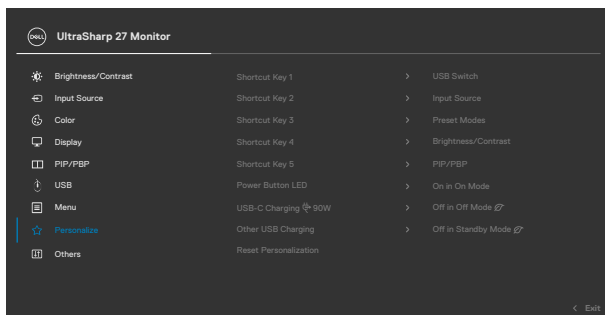 DELL UltraSharp 27 Monitor
Brightness/Contrast Shortcut Key 1 > USB Switch
Input Source Shortcut Key 2 > Input Source
Color Shortcut Key 3 > Preset Modes
Display Shortcut Key 4 > Brightness/Contrast
PIP/PBP Shortcut Key 5 > PIP/PBP
USB Power Button LED > On in On Mode
Menu USB-C Charging 90W > Off in Off Mode
Personalize Other USB Charging > Off in Standby Mode
Others Reset Personalization
< Exit